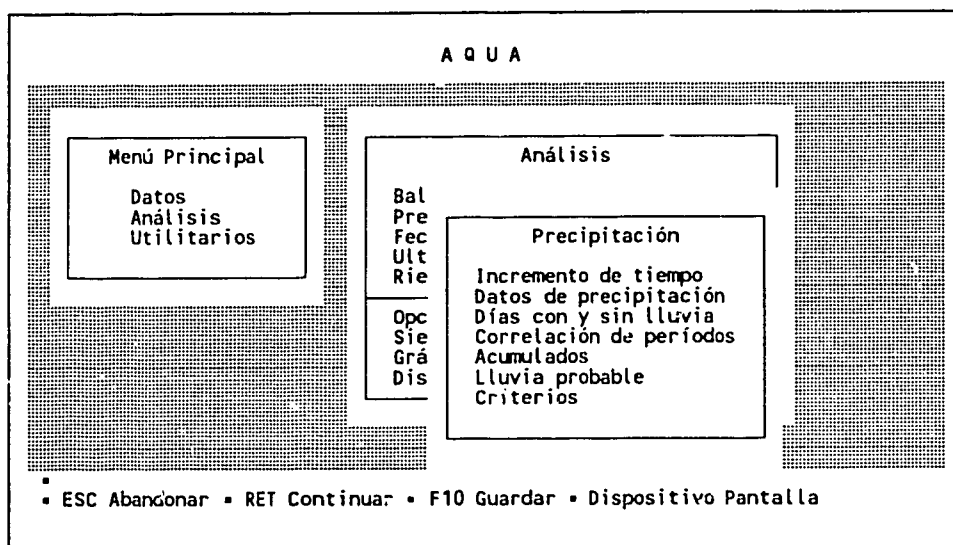 A Q U A
Menú Principal
Datos
Análisis
Utilitarios
Análisis
Bal
Pre
Fec
Ult
Rie
Opc
Sie
Grá
Dis
Precipitación
Incremento de tiempo
Datos de precipitación
Días con y sin lluvia
Correlación de períodos
Acumulados
Lluvia probable
Criterios
▪ ESC Abandonar ▪ RET Continuar ▪ F10 Guardar ▪ Dispositivo Pantalla